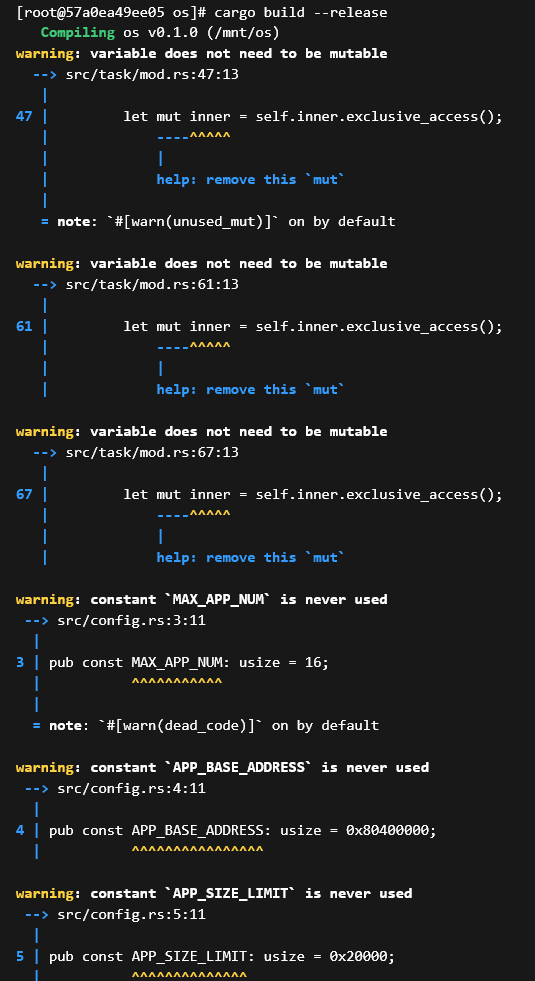 [root@57a0ea49ee05 os]# cargo build --release
   Compiling os v0.1.0 (/mnt/os)
warning: variable does not need to be mutable
  --> src/task/mod.rs:47:13
   |
47 |         let mut inner = self.inner.exclusive_access();
   |             ----^^^^^
   |             |
   |             help: remove this `mut`
   |
   = note: `#[warn(unused_mut)]` on by default

warning: variable does not need to be mutable
  --> src/task/mod.rs:61:13
   |
61 |         let mut inner = self.inner.exclusive_access();
   |             ----^^^^^
   |             |
   |             help: remove this `mut`

warning: variable does not need to be mutable
  --> src/task/mod.rs:67:13
   |
67 |         let mut inner = self.inner.exclusive_access();
   |             ----^^^^^
   |             |
   |             help: remove this `mut`

warning: constant `MAX_APP_NUM` is never used
 --> src/config.rs:3:11
  |
3 | pub const MAX_APP_NUM: usize = 16;
  |           ^^^^^^^^^^^
  |
  = note: `#[warn(dead_code)]` on by default

warning: constant `APP_BASE_ADDRESS` is never used
 --> src/config.rs:4:11
  |
4 | pub const APP_BASE_ADDRESS: usize = 0x80400000;
  |           ^^^^^^^^^^^^^^^^

warning: constant `APP_SIZE_LIMIT` is never used
 --> src/config.rs:5:11
  |
5 | pub const APP_SIZE_LIMIT: usize = 0x20000;
  |           ^^^^^^^^^^^^^^